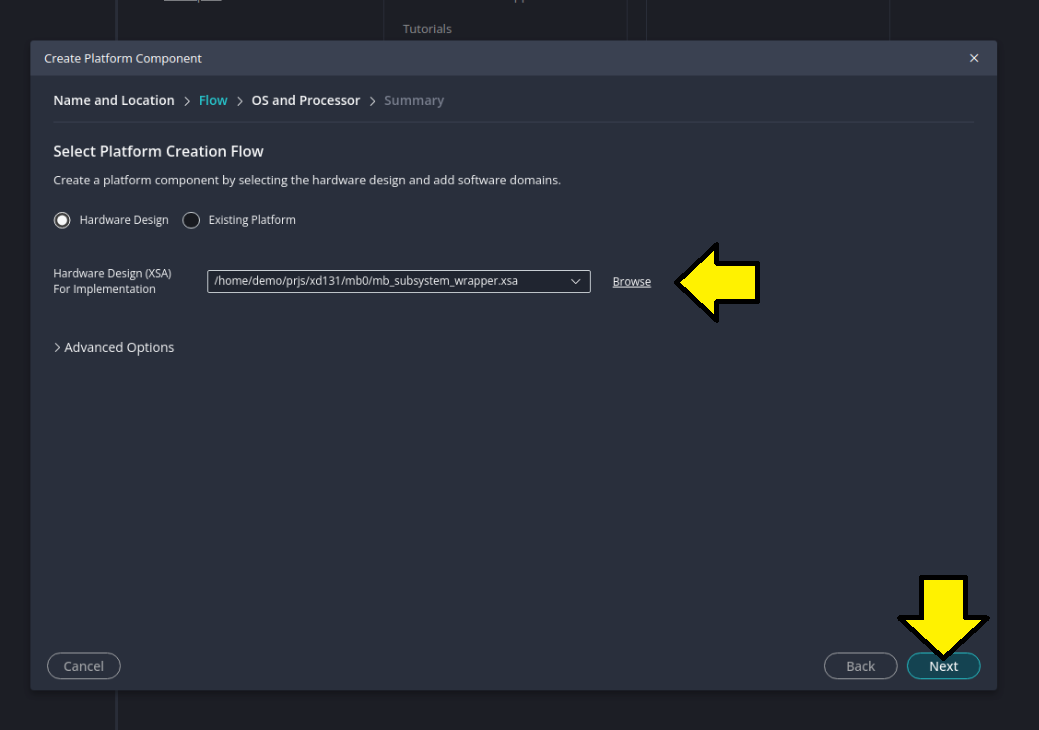 Tutorials
Create Platform Component
Name and Location > Flow > OS and Processor > Summary
Select Platform Creation Flow
Create a platform component by selecting the hardware design and add software domains.
Hardware Design Existing Platform
Hardware Design (XSA)
For Implementation
/home/demo/prjs/xd131/mb0/mb_subsystem_wrapper.xsa
Browse
> Advanced Options
Cancel Back Next